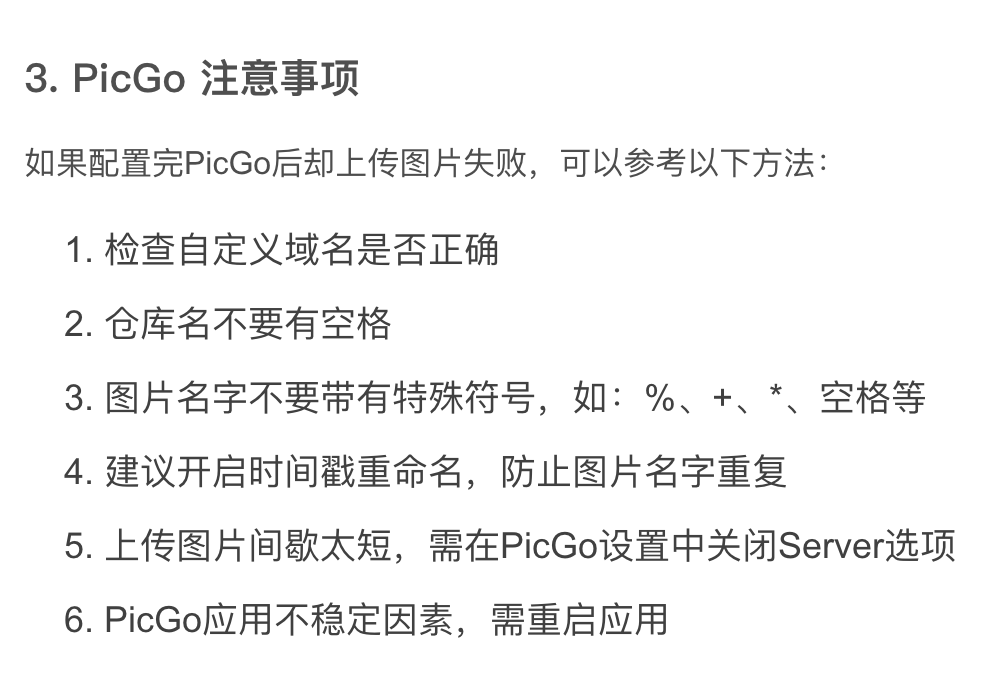 3. PicGo 注意事项
如果配置完PicGo后却上传图片失败，可以参考以下方法：
1. 检查自定义域名是否正确
2. 仓库名不要有空格
3. 图片名字不要带有特殊符号，如：%、+、*、空格等
4. 建议开启时间戳重命名，防止图片名字重复
5. 上传图片间歇太短，需在PicGo设置中关闭Server选项
6. PicGo应用不稳定因素，需重启应用